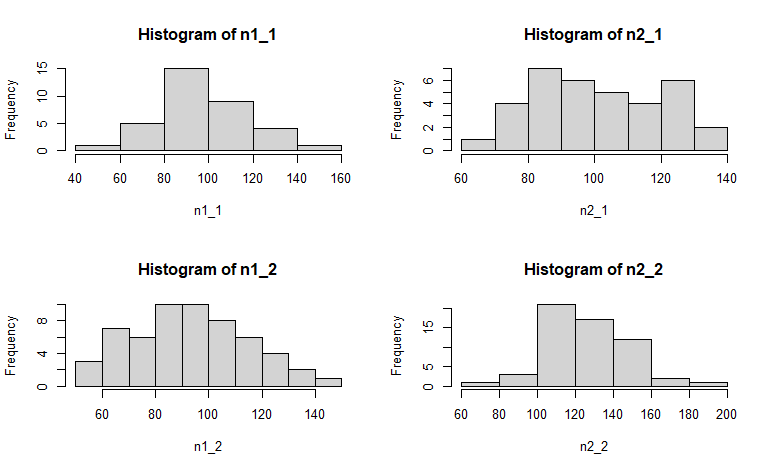 Histogram of n1_1
Frequency
15
10
5
0
40 60 80 100 120 140 160
n1_1
Histogram of n2_1
Frequency
6
4
2
0
60 80 100 120 140
n2_1
Histogram of n1_2
Frequency
8
4
0
60 80 100 120 140
n1_2
Histogram of n2_2
Frequency
15
5
0
60 80 100 120 140 160 180 200
n2_2